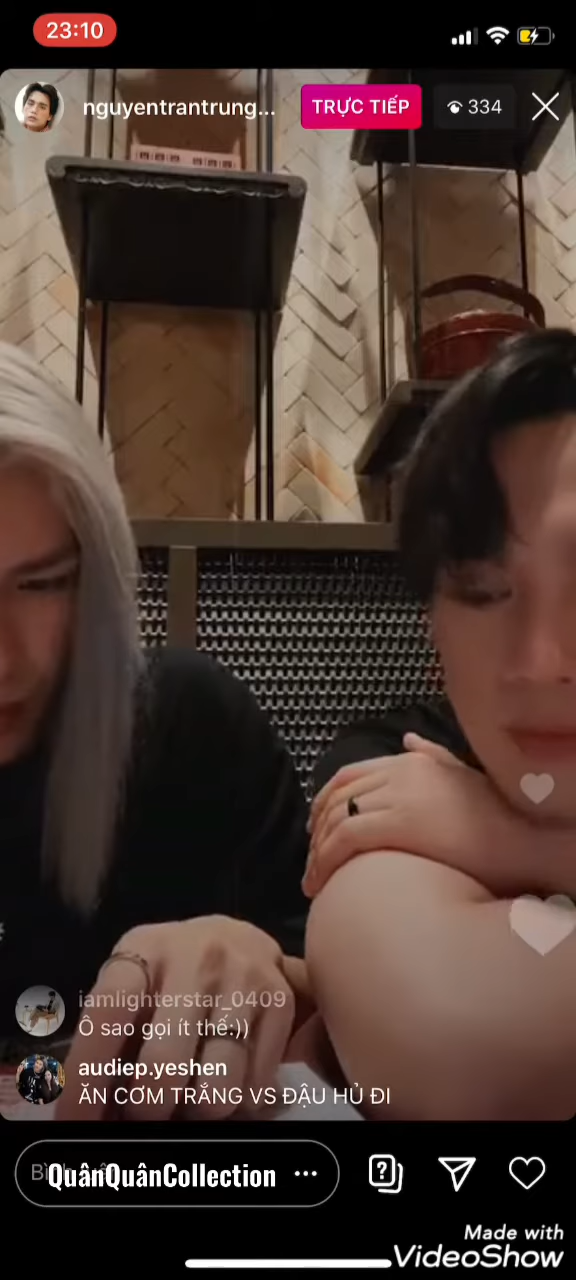 23:10
nguyentrantrung...
TRỰC TIẾP
334
iamlighterstar_0409
Ô sao gọi ít thế:))
audiep.yeshen
ĂN CƠM TRẮNG VS ĐẬU HỦ ĐI
QuânQuânCollection
Made with
VideoShow